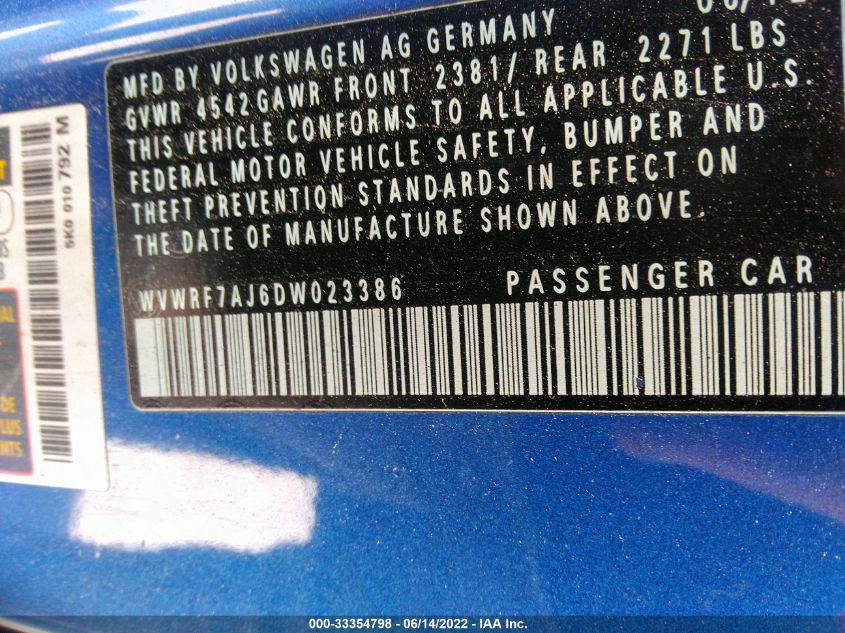 MFD BY VOLKSWAGEN AG GERMANY
GVWR 4542 GAWR FRONT 2381/ REAR 2271 LBS
THIS VEHICLE CONFORMS TO ALL APPLICABLE U.S.
FEDERAL MOTOR VEHICLE SAFETY, BUMPER AND
THEFT PREVENTION STANDARDS IN EFFECT ON
THE DATE OF MANUFACTURE SHOWN ABOVE.
WVWRF7AJ6DW023386 PASSENGER CAR
5K0 010 792 M
DE
000-33354798 - 06/14/2022 - IAA Inc.